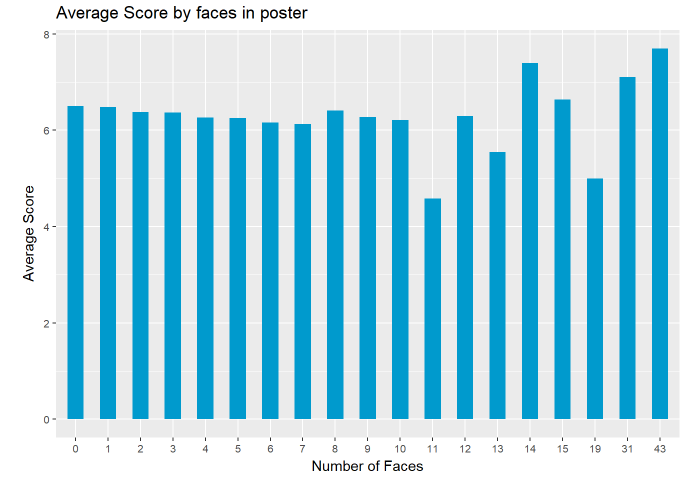 Average Score by faces in poster
8
6
4
2
0
Average Score
0 1 2 3 4 5 6 7 8 9 10 11 12 13 14 15 19 31 43
Number of Faces